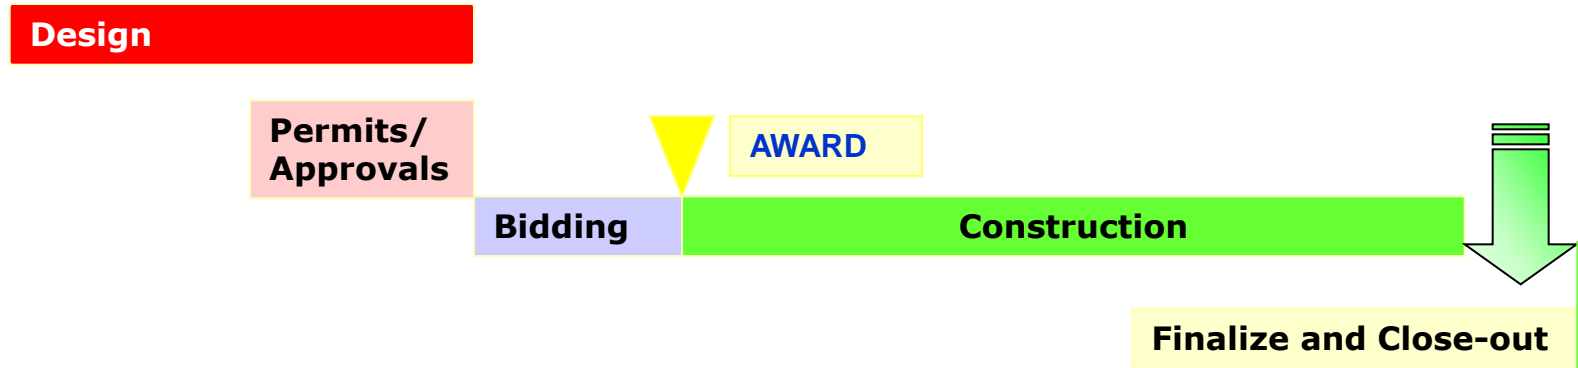 Design
Permits/
Approvals
AWARD
Bidding
Construction
Finalize and Close-out